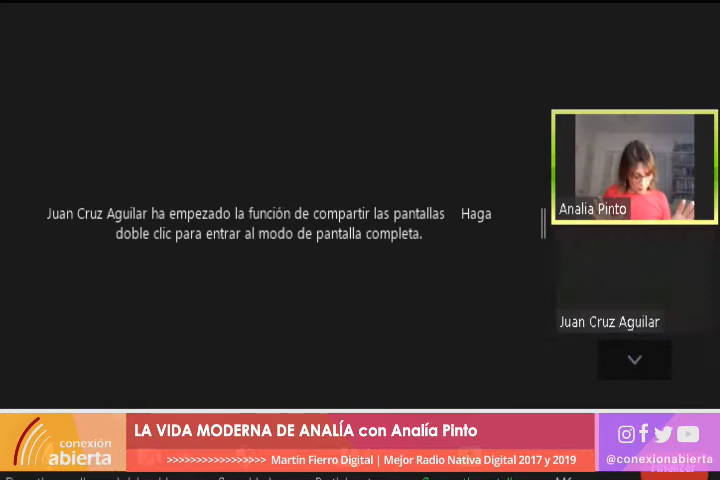 Juan Cruz Aguilar ha empezado la función de compartir las pantallas Haga
doble clic para entrar al modo de pantalla completa.
Analia Pinto
Juan Cruz Aguilar
conexión
abierta
LA VIDA MODERNA DE ANALÍA con Analía Pinto
>>>>>>>>>>>>>>>>> Martín Fierro Digital | Mejor Radio Nativa Digital 2017 y 2019
@conexionabierta
Finalizar